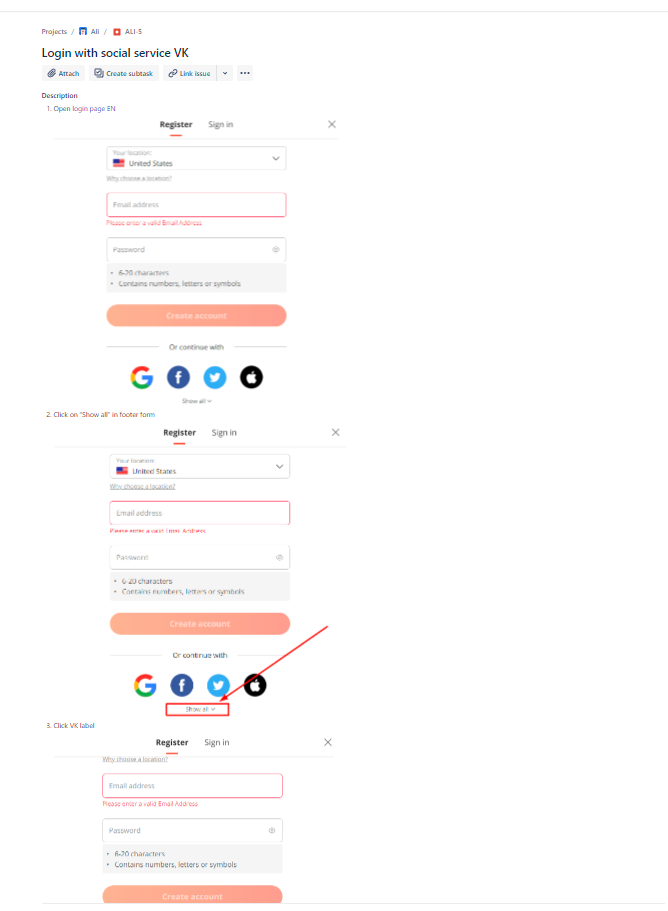 Projects / Ali / ALI-5
Login with social service VK
Attach Create subtask Link issue
Description
1. Open login page EN
Register Sign in
Your location:
United States
Why choose a location?
Email address
Please enter a valid Email Address
Password
• 6-20 characters
• Contains numbers, letters or symbols
Create account
Or continue with
Show all
2. Click on "Show all" in footer form
Register Sign in
Your location:
United States
Why choose a location?
Email address
Please enter a valid Email Address
Password
• 6-20 characters
• Contains numbers, letters or symbols
Create account
Or continue with
Show all
3. Click VK label
Register Sign in
Why choose a location?
Email address
Please enter a valid Email Address
Password
• 6-20 characters
• Contains numbers, letters or symbols
Create account